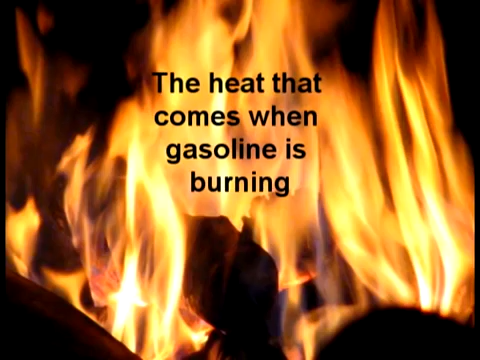 The heat that
comes when
gasoline is
burning